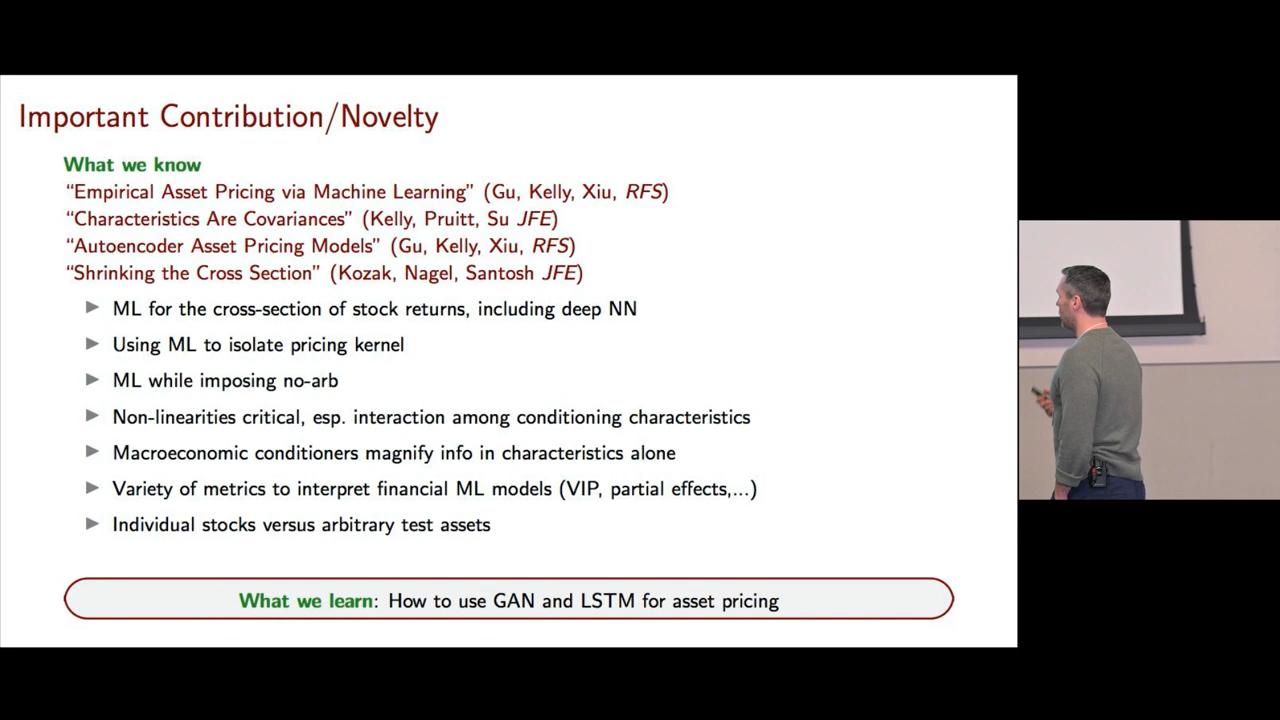 Important Contribution/Novelty
What we know
“Empirical Asset Pricing via Machine Learning” (Gu, Kelly, Xiu, RFS)
“Characteristics Are Covariances” (Kelly, Pruitt, Su JFE)
“Autoencoder Asset Pricing Models” (Gu, Kelly, Xiu, RFS)
“Shrinking the Cross Section” (Kozak, Nagel, Santosh JFE)
ML for the cross-section of stock returns, including deep NN
Using ML to isolate pricing kernel
ML while imposing no-arb
Non-linearities critical, esp. interaction among conditioning characteristics
Macroeconomic conditioners magnify info in characteristics alone
Variety of metrics to interpret financial ML models (VIP, partial effects,...)
Individual stocks versus arbitrary test assets
What we learn: How to use GAN and LSTM for asset pricing